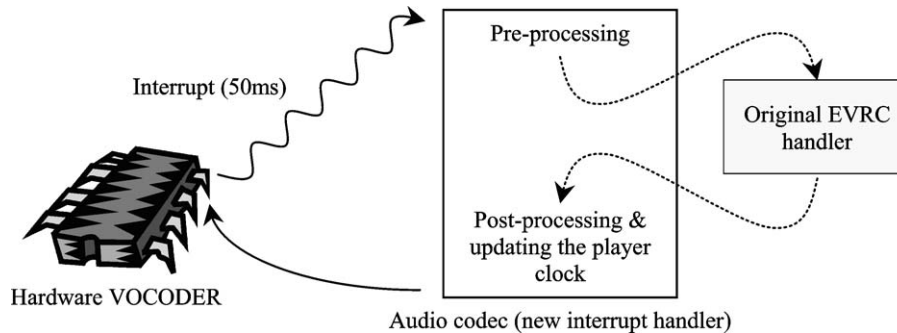 Pre-processing
Interrupt (50ms)
Original EVRC
handler
Post-processing &
updating the player
clock
Hardware VOCODER
Audio codec (new interrupt handler)